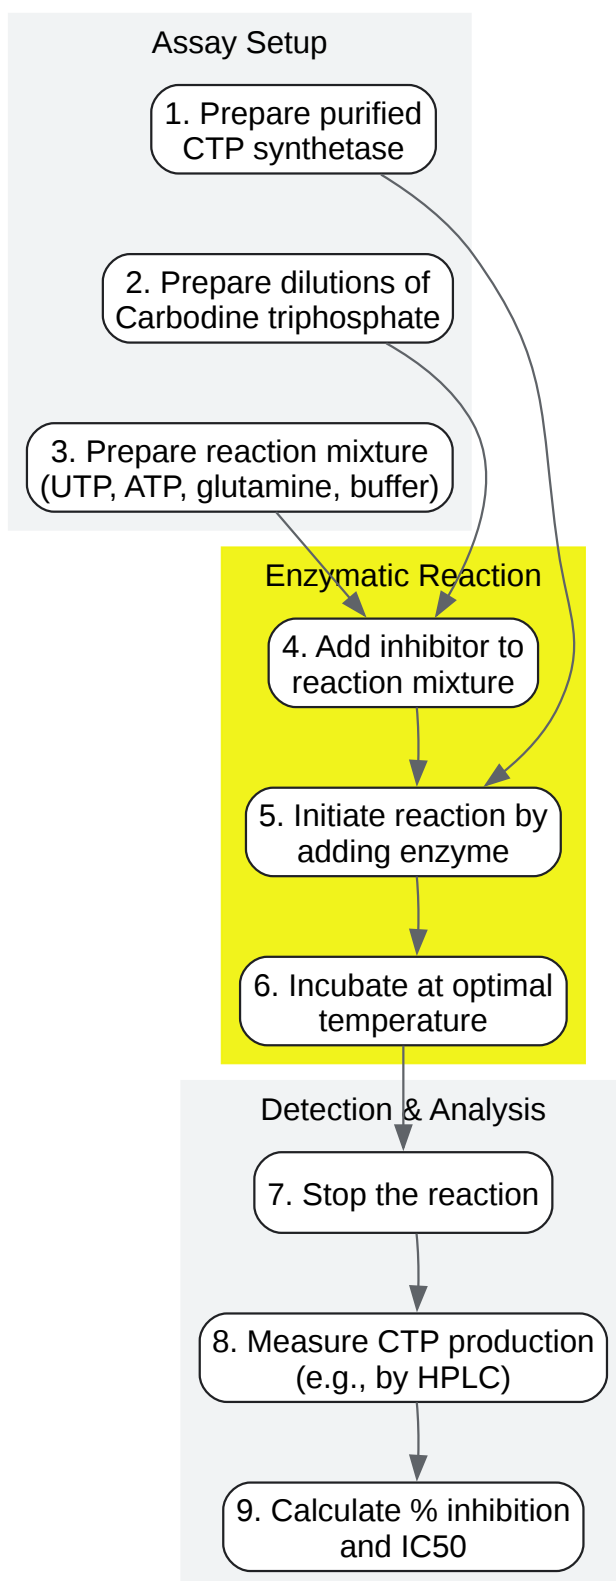 Assay Setup
1. Prepare purified
CTP synthetase
2. Prepare dilutions of
Carbodine triphosphate
3. Prepare reaction mixture
(UTP, ATP, glutamine, buffer)
Enzymatic Reaction
4. Add inhibitor to
reaction mixture
5. Initiate reaction by
adding enzyme
6. Incubate at optimal
temperature
Detection & Analysis
7. Stop the reaction
8. Measure CTP production
(e.g., by HPLC)
9. Calculate % inhibition
and IC50